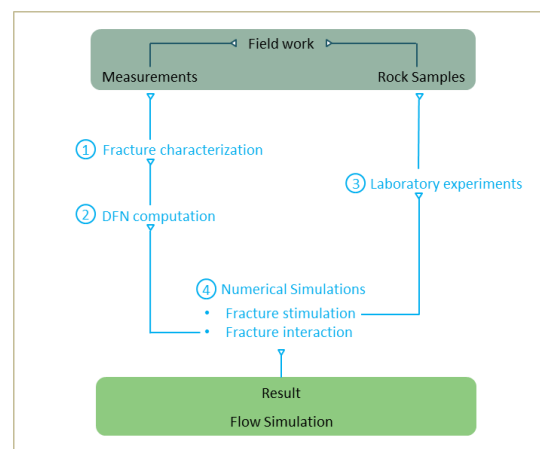 Field work
Measurements
Rock Samples
1 Fracture characterization
3 Laboratory experiments
2 DFN computation
4 Numerical Simulations
• Fracture stimulation
• Fracture interaction
Result
Flow Simulation